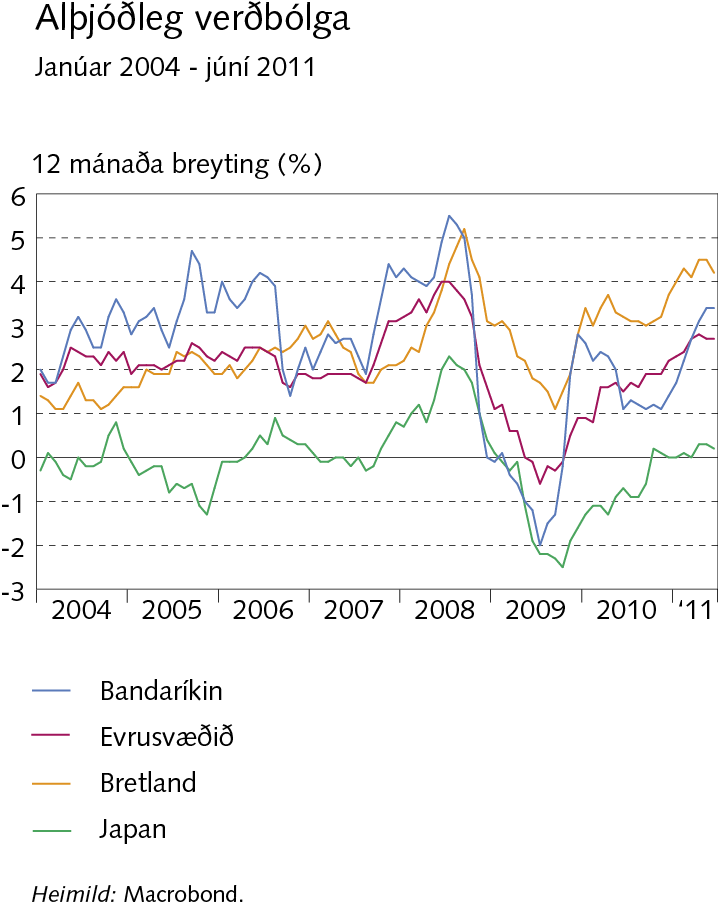 Alþjóðleg verðbólga
Janúar 2004 - júní 2011
12 mánaða breyting (%)
6
5
4
3
2
1
0
-1
-2
-3
2004 2005 2006 2007 2008 2009 2010 ‘11
Bandaríkin
Evrusvæðið
Bretland
Japan
Heimild: Macrobond.